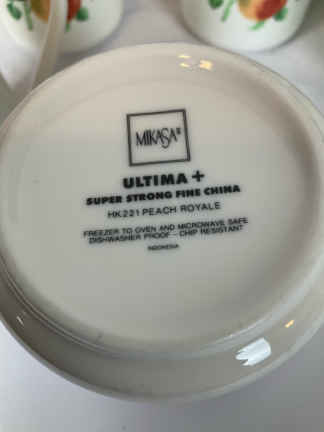 MIKASA®
ULTIMA +
SUPER STRONG FINE CHINA
HK221 PEACH ROYALE
FREEZER TO OVEN AND MICROWAVE SAFE
DISHWASHER PROOF - CHIP RESISTANT
INDONESIA